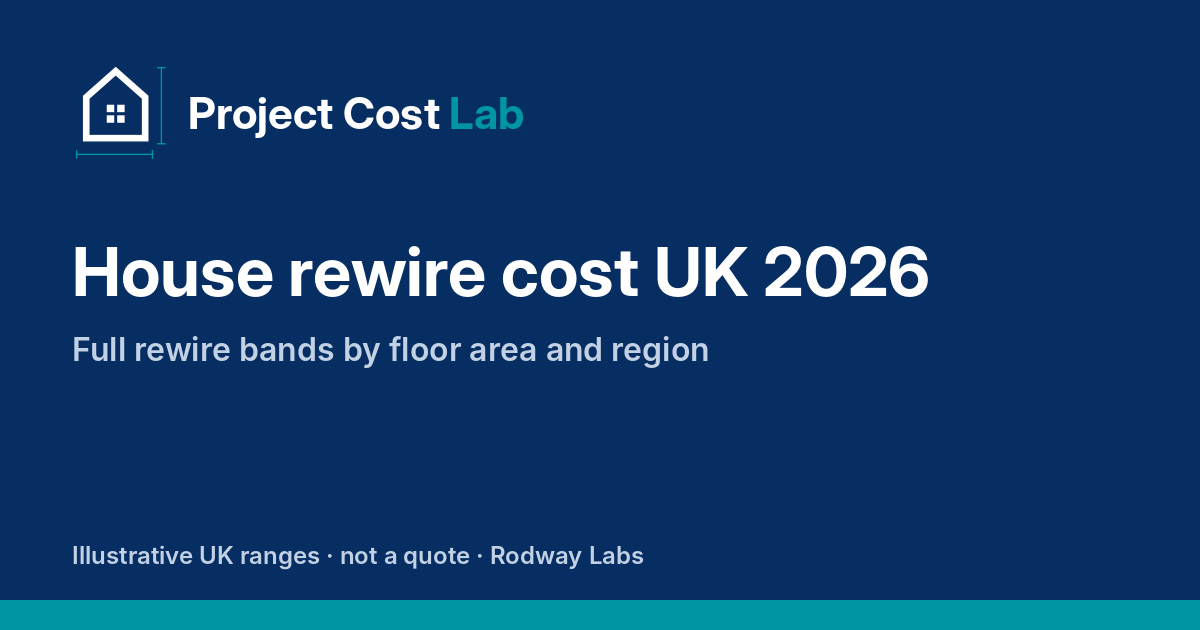 Project Cost Lab
House rewire cost UK 2026
Full rewire bands by floor area and region
Illustrative UK ranges · not a quote · Rodway Labs